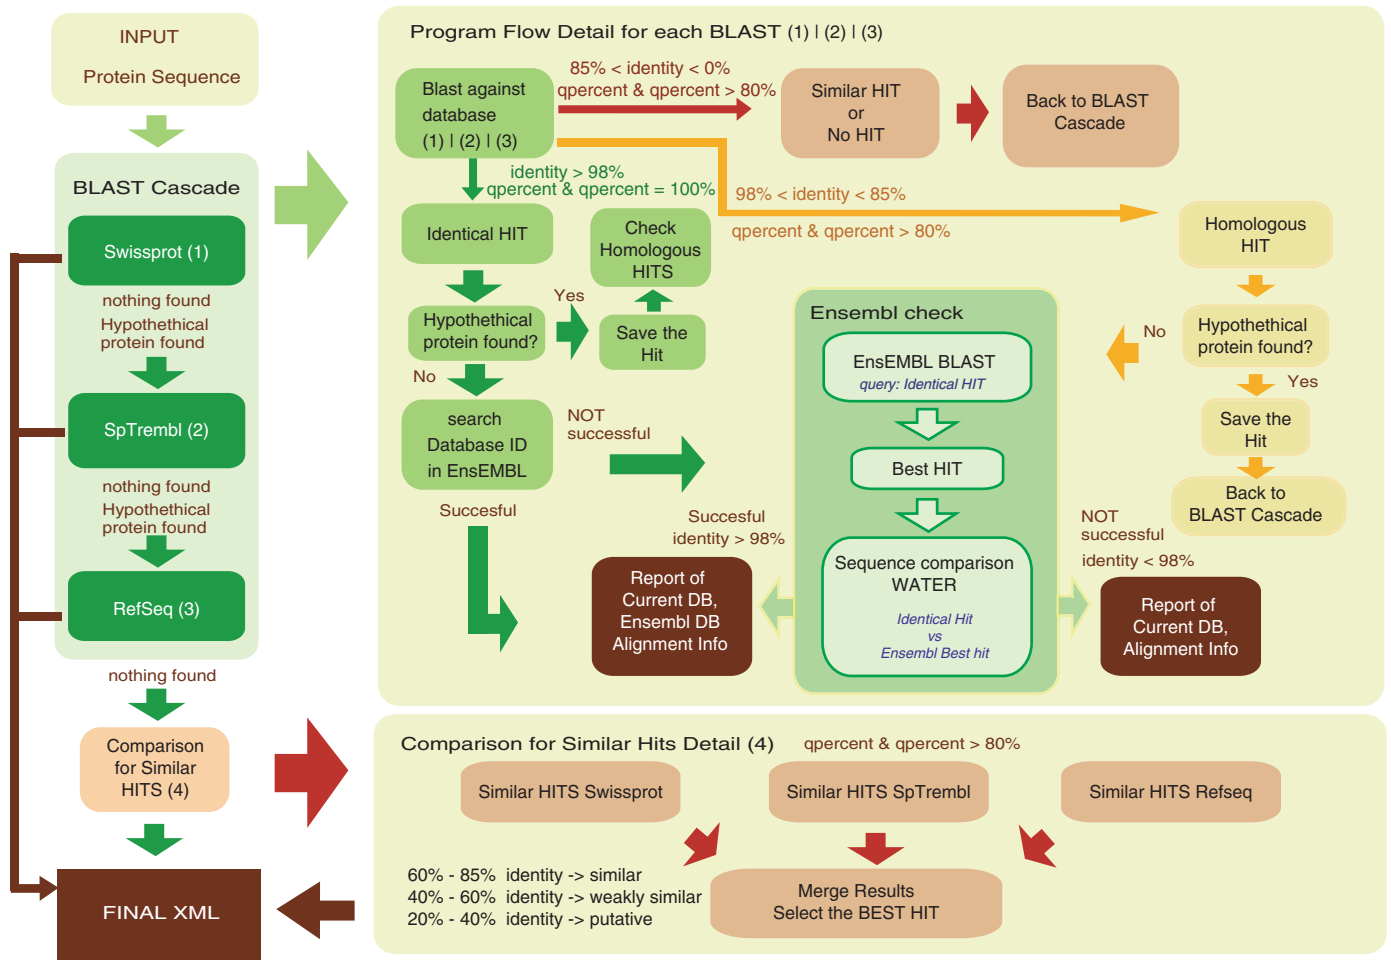 INPUT
Protein Sequence
BLAST Cascade
Swissprot (1)
nothing found
Hypothethical
protein found
SpTrembl (2)
nothing found
Hypothethical
protein found
RefSeq (3)
nothing found
Comparison
for Similar
HITS (4)
FINAL XML
Program Flow Detail for each BLAST (1) | (2) | (3)
Blast against
database
(1) | (2) | (3)
85% < identity < 0%
qpercent & qpercent > 80%
Similar HIT
or
No HIT
Back to BLAST
Cascade
identity > 98%
qpercent & qpercent = 100%
98% < identity < 85%
qpercent & qpercent > 80%
Identical HIT
Check
Homologous
HITS
Hypothethical
protein found?
Yes
Save the
Hit
No
search
Database ID
in EnsEMBL
NOT
successful
Succesful
Homologous
HIT
Hypothethical
protein found?
No
Yes
Save the
Hit
Back to
BLAST Cascade
Ensembl check
EnsEMBL BLAST
query: Identical HIT
Best HIT
Sequence comparison
WATER
Identical Hit
vs
Ensembl Best hit
Succesful
identity > 98%
Report of
Current DB,
Ensembl DB
Alignment Info
NOT
successful
identity < 98%
Report of
Current DB,
Alignment Info
Comparison for Similar Hits Detail (4)
qpercent & qpercent > 80%
Similar HITS Swissprot
Similar HITS SpTrembl
Similar HITS Refseq
60% - 85% identity -> similar
40% - 60% identity -> weakly similar
20% - 40% identity -> putative
Merge Results
Select the BEST HIT